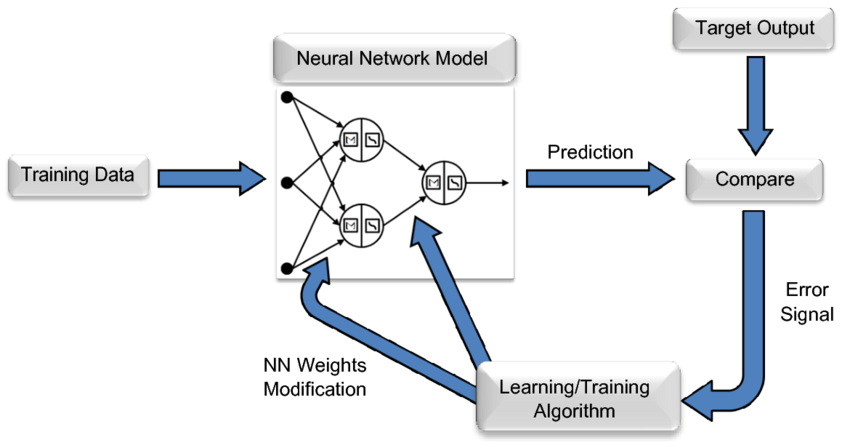 Target Output
Neural Network Model
Training Data
Prediction
Compare
Error
Signal
NN Weights
Modification
Learning/Training
Algorithm